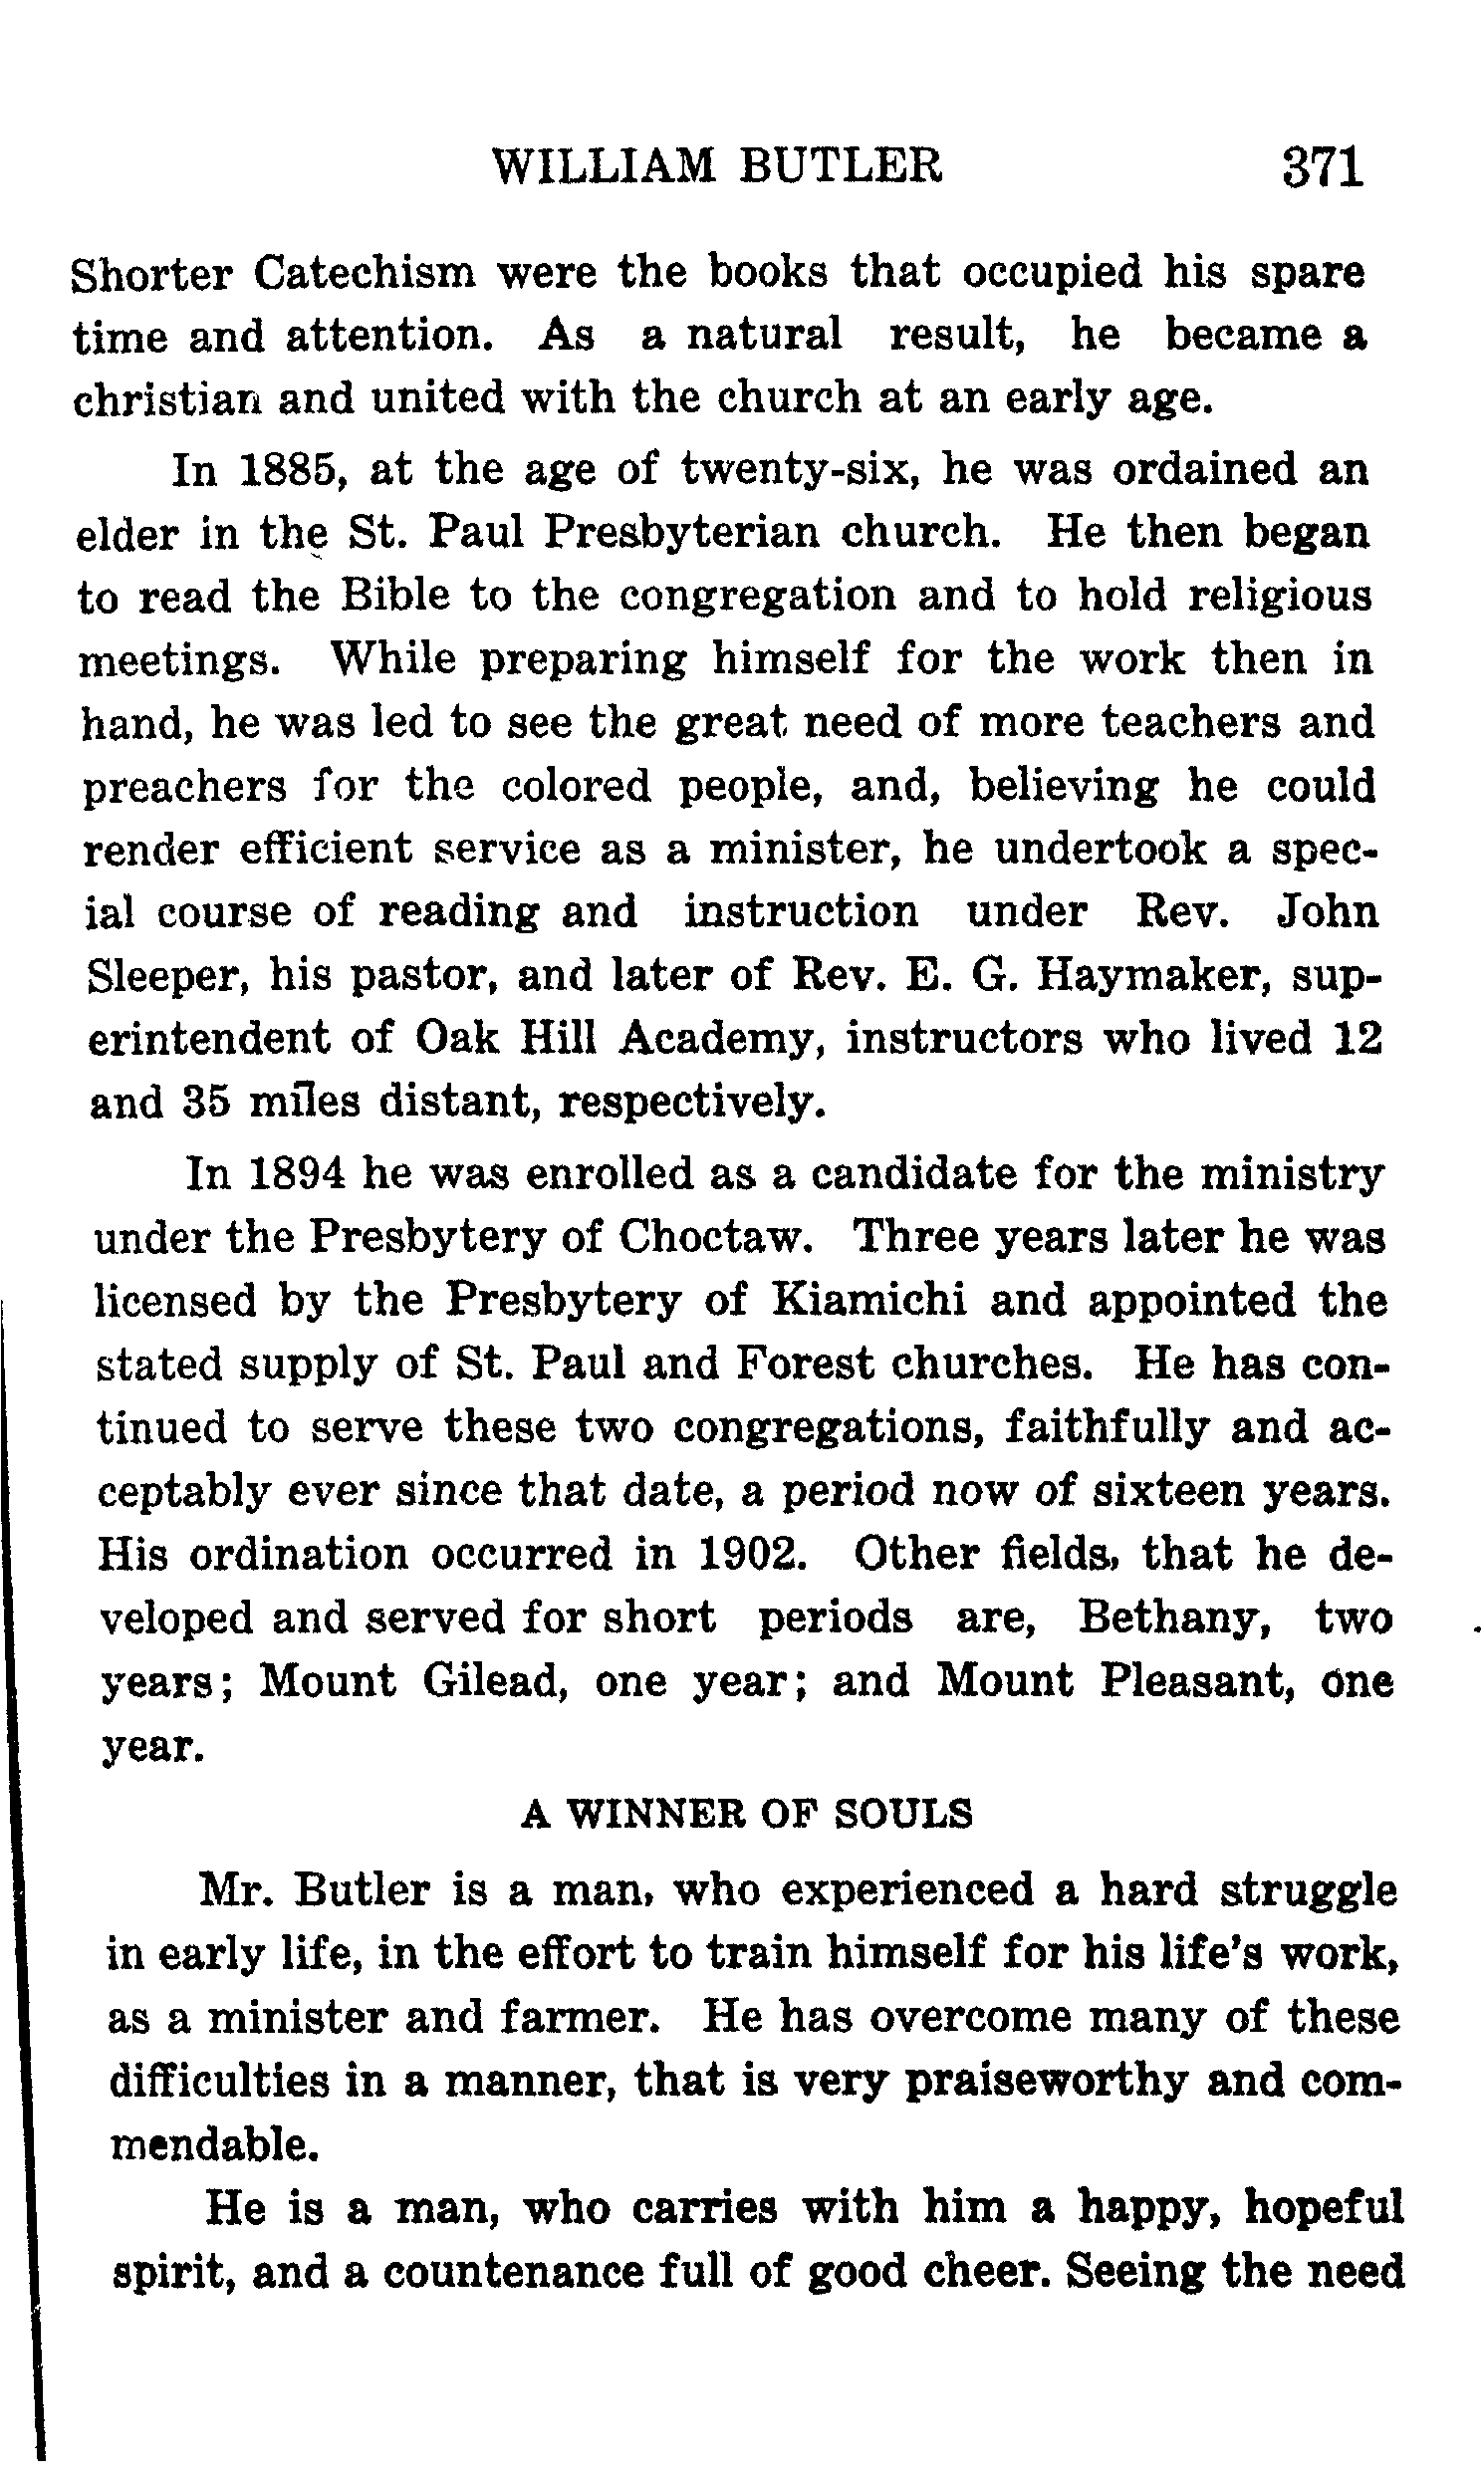 WILLIAM BUTLER 371
Shorter Catechism were the books that occupied his spare
time and attention. As a natural result, he became a
christian and united with the church at an early age.
In 1885, at the age of twenty-six, he was ordained an
elder in the St. Paul Presbyterian church. He then began
to read the Bible to the congregation and to hold religious
meetings. While preparing himself for the work then in
hand, he was led to see the great need of more teachers and
preachers for the colored people, and, believing he could
render efficient service as a minister, he undertook a spec-
ial course of reading and instruction under Rev. John
Sleeper, his pastor, and later of Rev. E. G. Haymaker, sup-
erintendent of Oak Hill Academy, instructors who lived 12
and 35 miles distant, respectively.
In 1894 he was enrolled as a candidate for the ministry
under the Presbytery of Choctaw. Three years later he was
licensed by the Presbytery of Kiamichi and appointed the
stated supply of St. Paul and Forest churches. He has con-
tinued to serve these two congregations, faithfully and ac-
ceptably ever since that date, a period now of sixteen years.
His ordination occurred in 1902. Other fields, that he de-
veloped and served for short periods are, Bethany, two
years; Mount Gilead, one year; and Mount Pleasant, one
year.
A WINNER OF SOULS
Mr. Butler is a man, who experienced a hard struggle
in early life, in the effort to train himself for his life's work,
as a minister and farmer. He has overcome many of these
difficulties in a manner, that is very praiseworthy and com-
mendable.
He is a man, who carries with him a happy, hopeful
spirit, and a countenance full of good cheer. Seeing the need